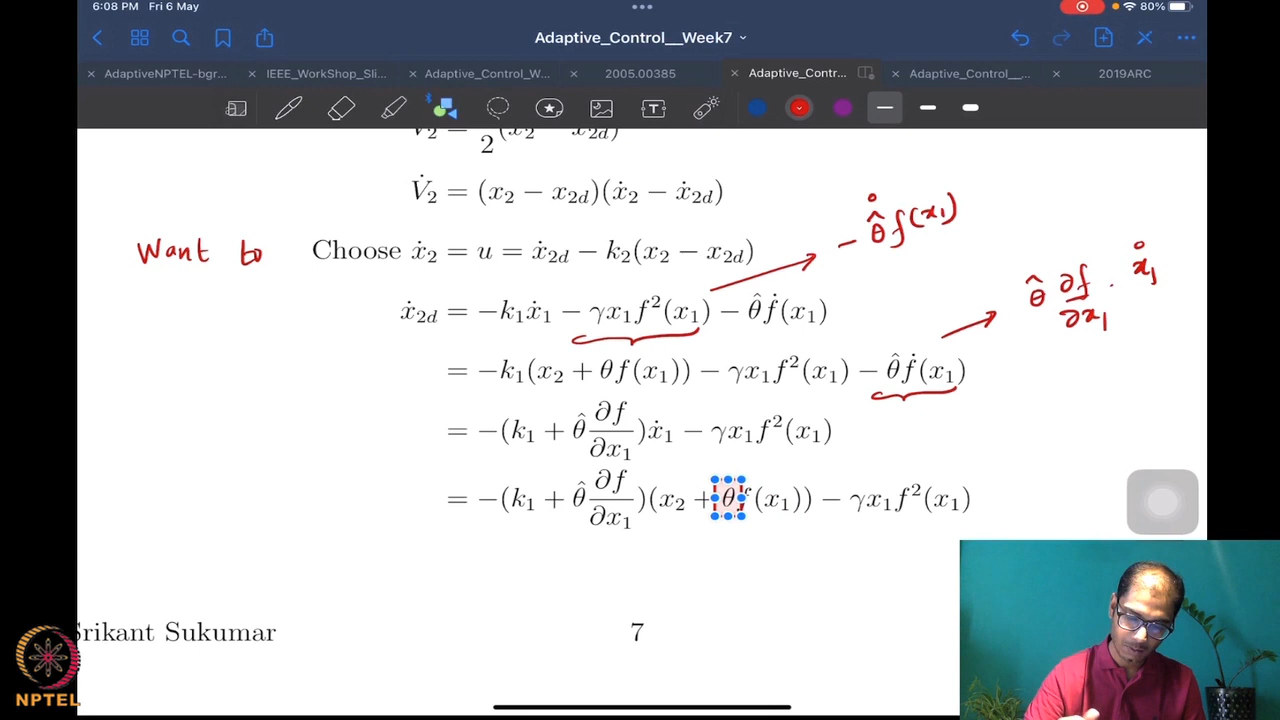 6:08 PM Fri 6 May
80%
Adaptive_Control__Week7
AdaptiveNPTEL-bgr... IEEE_WorkShop_Sli... Adaptive_Control_W... 2005.00385 Adaptive_Contr... Adaptive_Control__... 2019ARC
2
V̇₂ = (x₂ − x₂d)(ẋ₂ − ẋ₂d)
− θ̂̇ f(x₁)
Want to Choose ẋ₂ = u = ẋ₂d − k₂(x₂ − x₂d)
θ̂ ∂f/∂x₁ · ẋ₁
ẋ₂d = −k₁ẋ₁ − γx₁f²(x₁) − θ̂ḟ(x₁)
= −k₁(x₂ + θf(x₁)) − γx₁f²(x₁) − θ̂ḟ(x₁)
= −(k₁ + θ̂ ∂f/∂x₁)ẋ₁ − γx₁f²(x₁)
= −(k₁ + θ̂ ∂f/∂x₁)(x₂ + θf(x₁)) − γx₁f²(x₁)
Srikant Sukumar 7
NPTEL